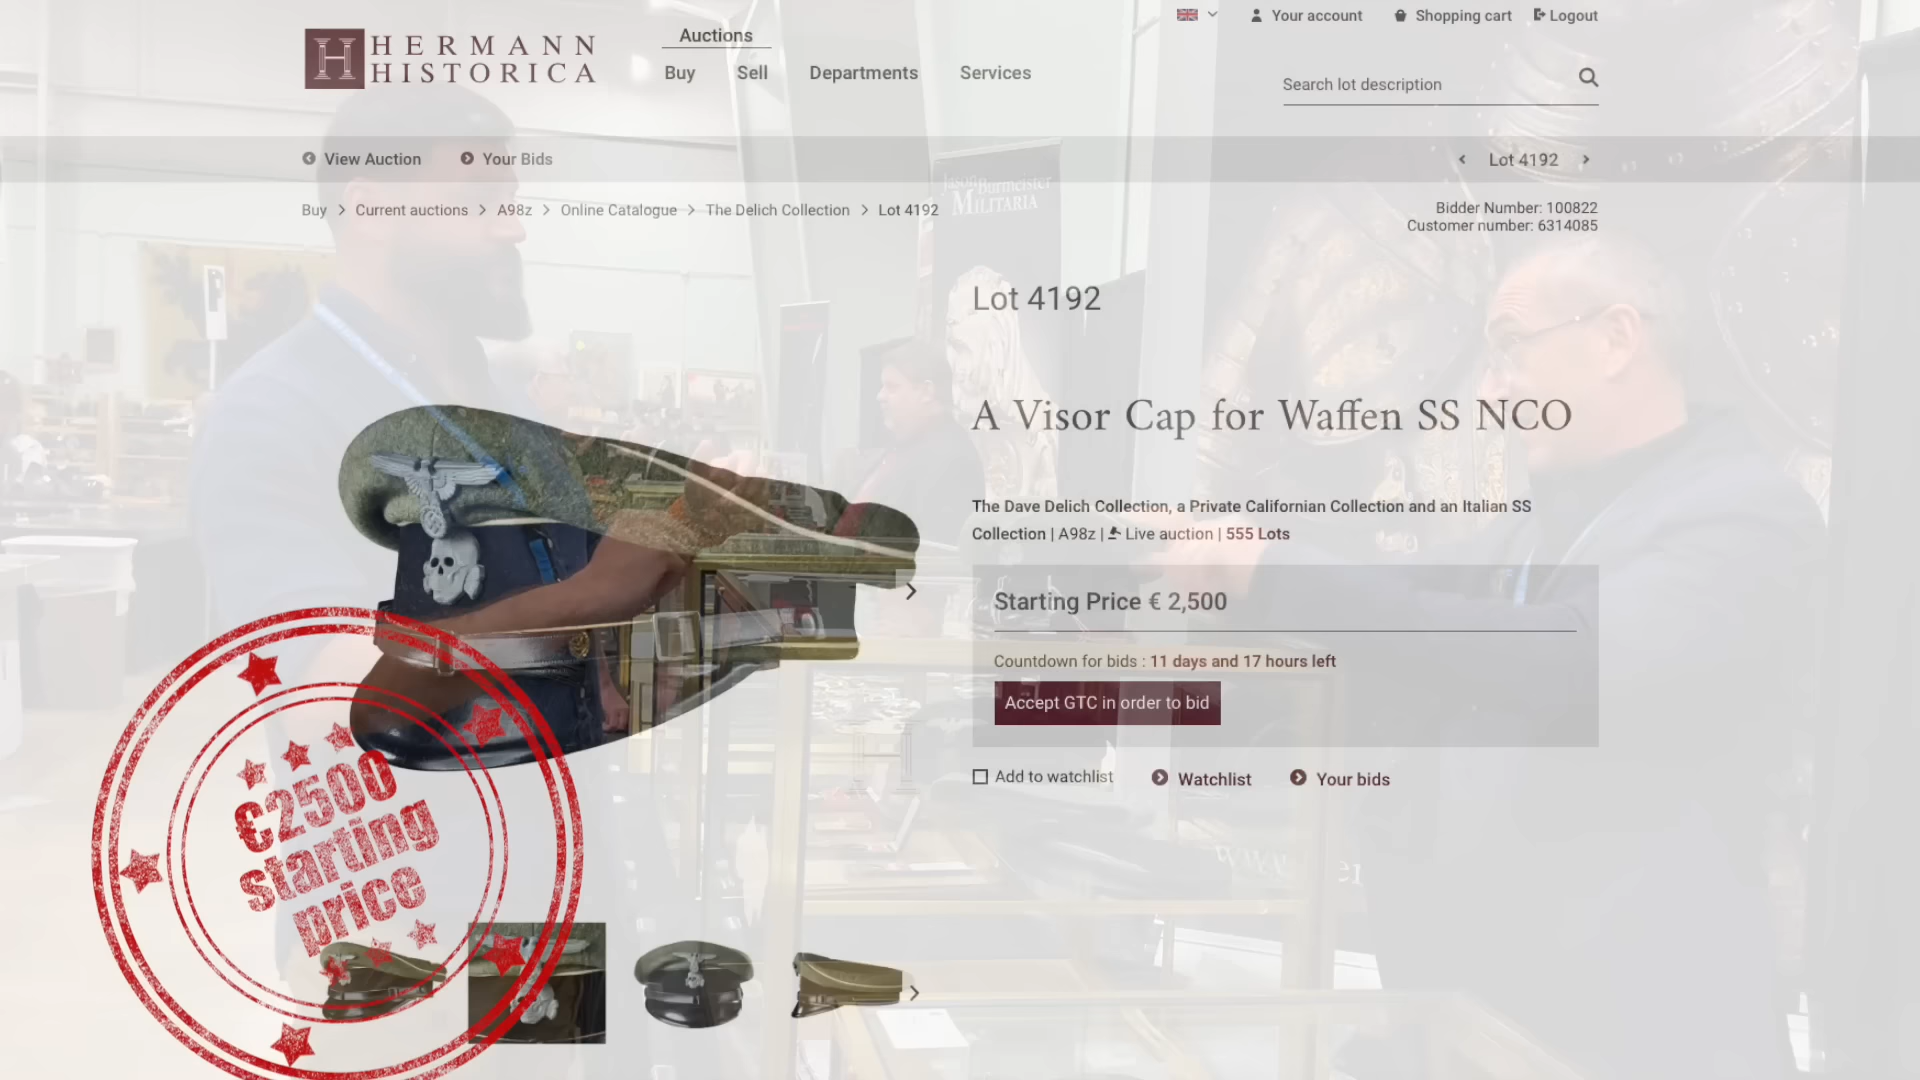 HERMANN
HISTORICA
Auctions
Buy Sell Departments Services
Your account Shopping cart Logout
Search lot description
View Auction Your Bids
Lot 4192
Buy > Current auctions > A98z > Online Catalogue > The Delich Collection > Lot 4192
Bidder Number: 100822
Customer number: 6314085
Jason Burmeister
MILITARIA
Lot 4192
A Visor Cap for Waffen SS NCO
The Dave Delich Collection, a Private Californian Collection and an Italian SS
Collection | A98z | Live auction | 555 Lots
Starting Price € 2,500
Countdown for bids : 11 days and 17 hours left
Accept GTC in order to bid
Add to watchlist Watchlist Your bids
€2500
starting
price